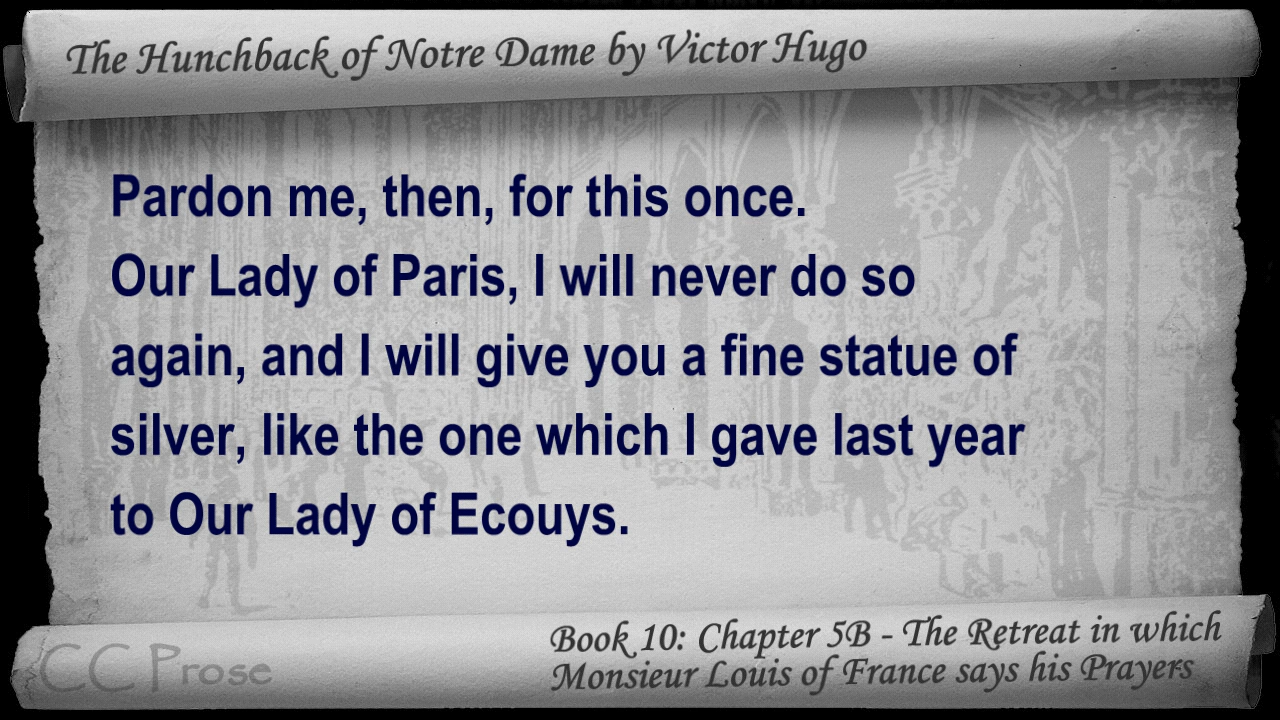 The Hunchback of Notre Dame by Victor Hugo
Pardon me, then, for this once.
Our Lady of Paris, I will never do so
again, and I will give you a fine statue of
silver, like the one which I gave last year
to Our Lady of Ecouys.
Book 10: Chapter 5B - The Retreat in which
Monsieur Louis of France says his Prayers
CC Prose